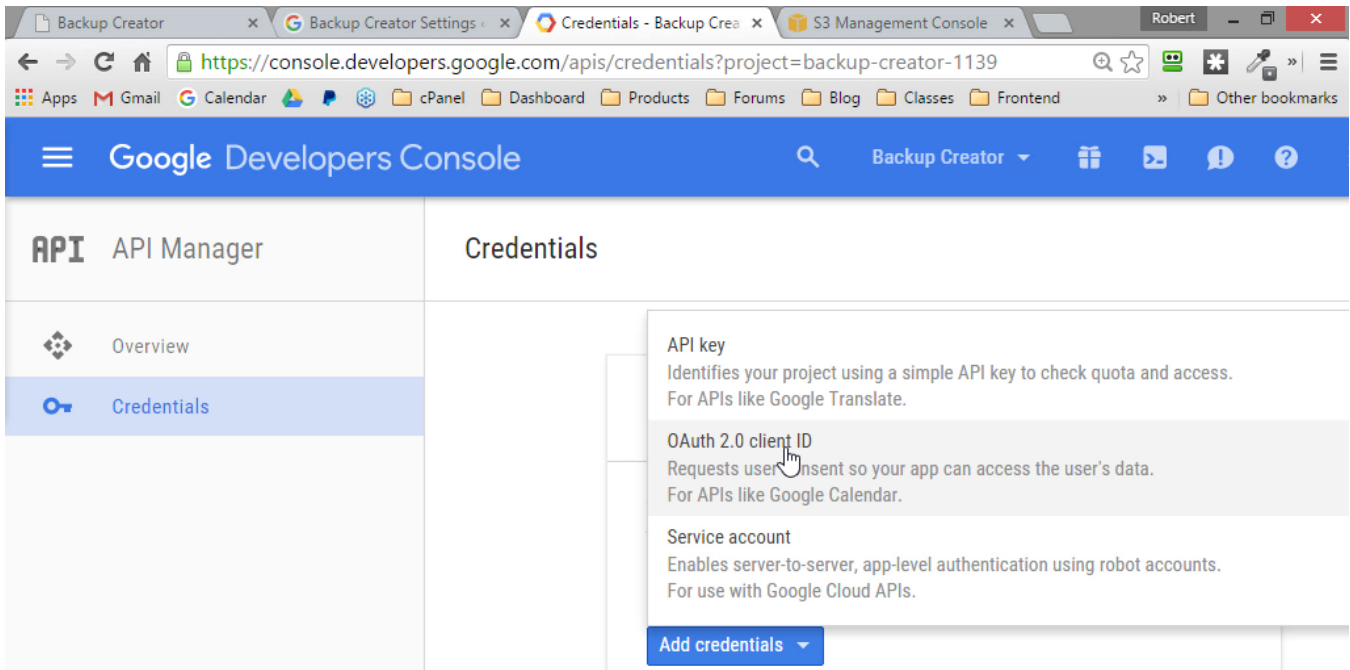 Backup Creator
Backup Creator Settings
Credentials - Backup Crea
S3 Management Console
Robert
https://console.developers.google.com/apis/credentials?project=backup-creator-1139
Apps Gmail Calendar cPanel Dashboard Products Forums Blog Classes Frontend » Other bookmarks
Google Developers Console
Backup Creator
API API Manager
Credentials
Overview
Credentials
API key
Identifies your project using a simple API key to check quota and access.
For APIs like Google Translate.
OAuth 2.0 client ID
Requests user nsent so your app can access the user's data.
For APIs like Google Calendar.
Service account
Enables server-to-server, app-level authentication using robot accounts.
For use with Google Cloud APIs.
Add credentials